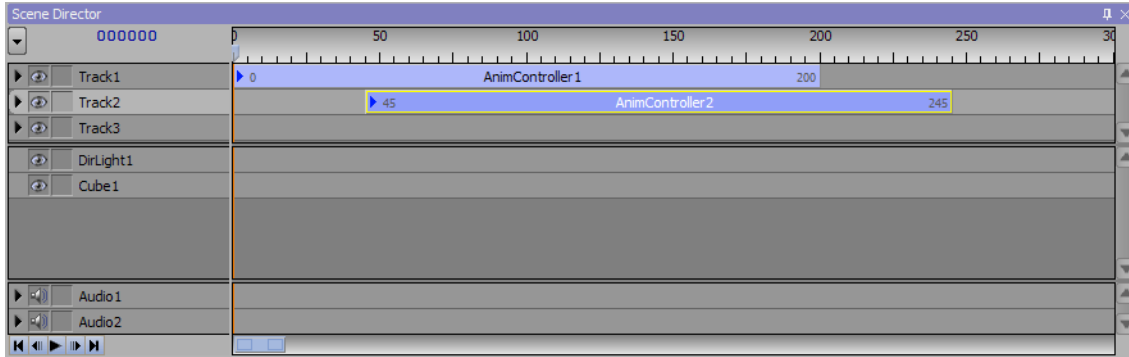 Scene Director
000000 0 50 100 150 200 250 30
Track1 0 AnimController1 200
Track2 45 AnimController2 245
Track3
DirLight1
Cube1
Audio1
Audio2